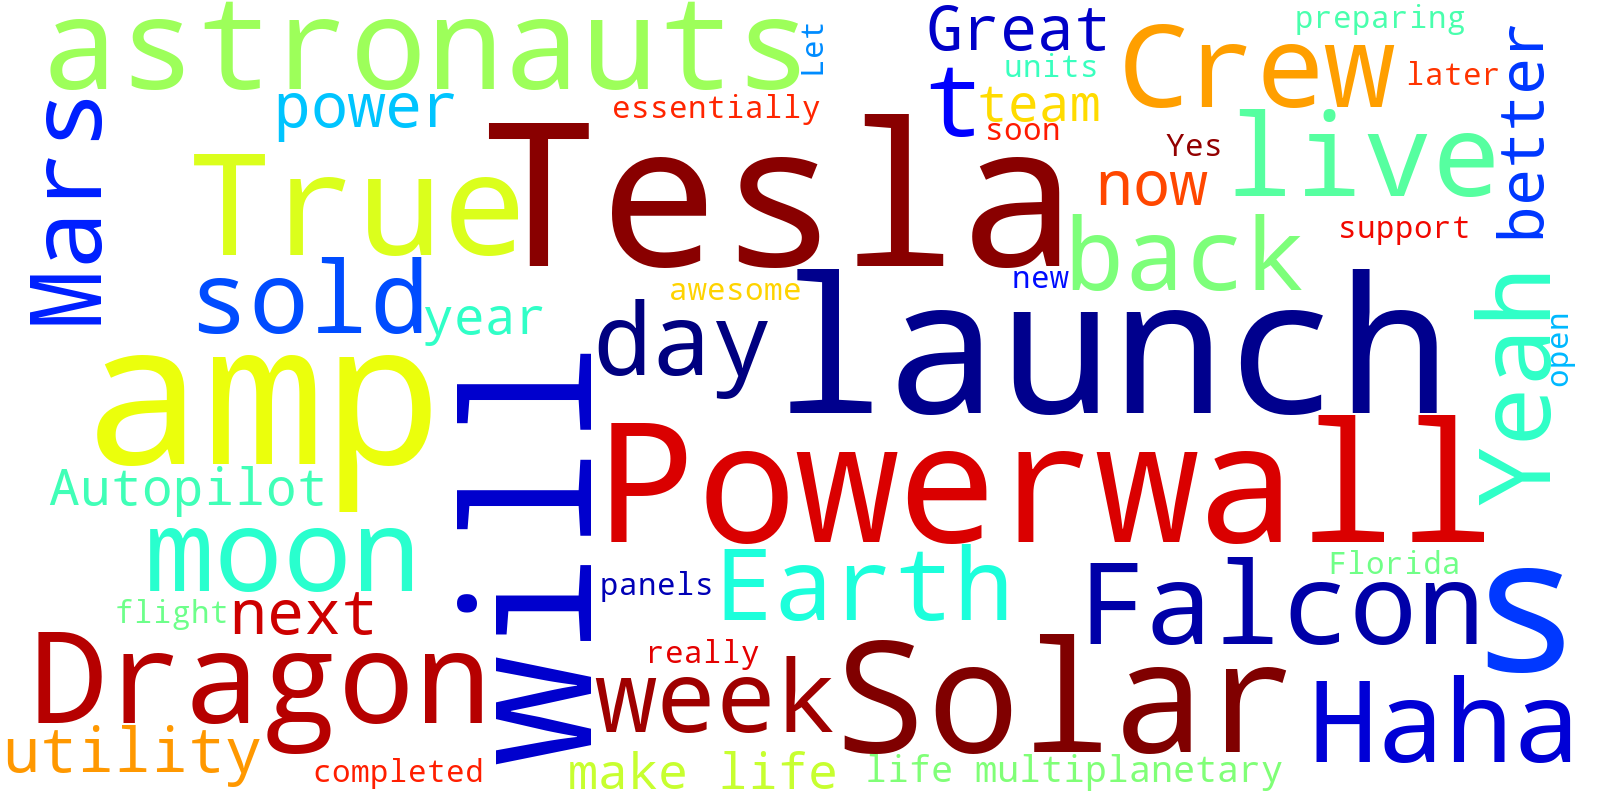 astronauts
Let
Great
preparing
Crew
units
later
better
Mars
power
essentially
t
team
soon
Yes
live
True
Tesla
now
back
support
sold
year
awesome
new
day
launch
Yeah
open
amp
will
Powerwall
Autopilot
moon
panels
Earth
Falcon
Florida
s
flight
next
Dragon
really
week
Solar
Haha
utility
completed
make life
life multiplanetary